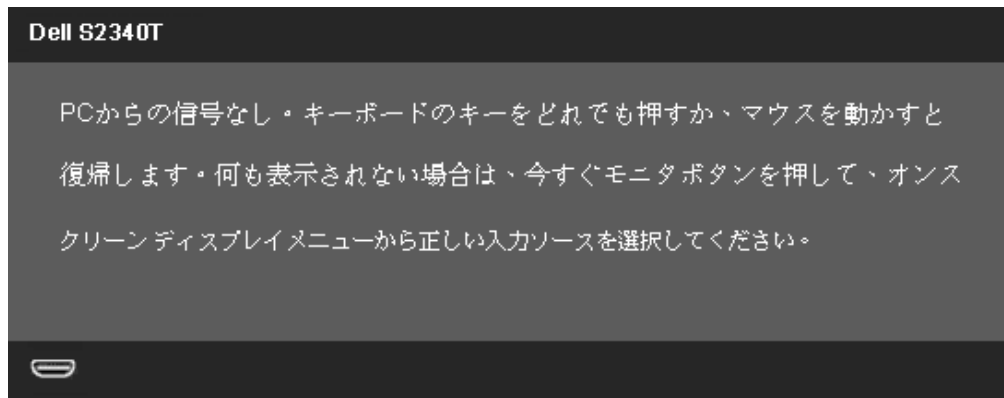 Dell S2340T
PCからの信号なし。キーボードのキーをどれでも押すか、マウスを動かすと
復帰します。何も表示されない場合は、今すぐモニタボタンを押して、オンス
クリーンディスプレイメニューから正しい入力ソースを選択してください。